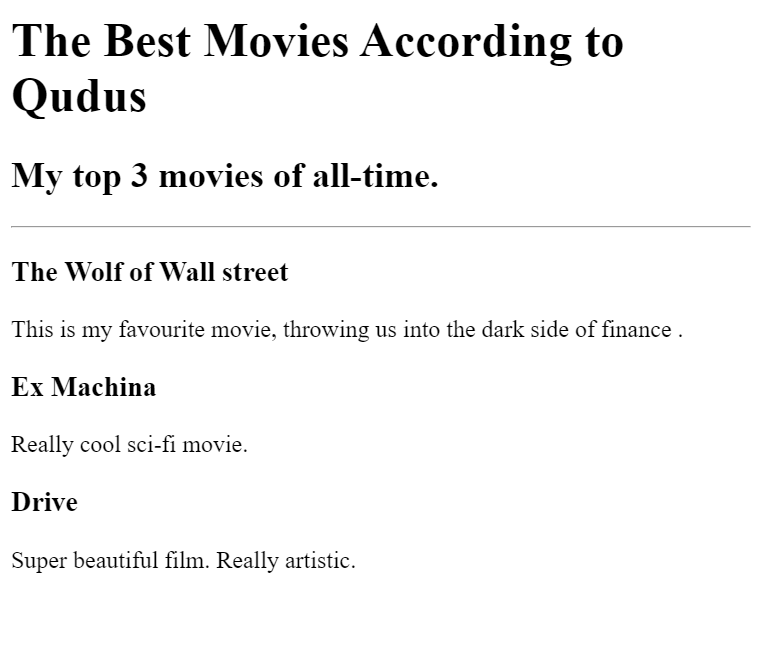 The Best Movies According to
Qudus
My top 3 movies of all-time.
The Wolf of Wall street
This is my favourite movie, throwing us into the dark side of finance .
Ex Machina
Really cool sci-fi movie.
Drive
Super beautiful film. Really artistic.